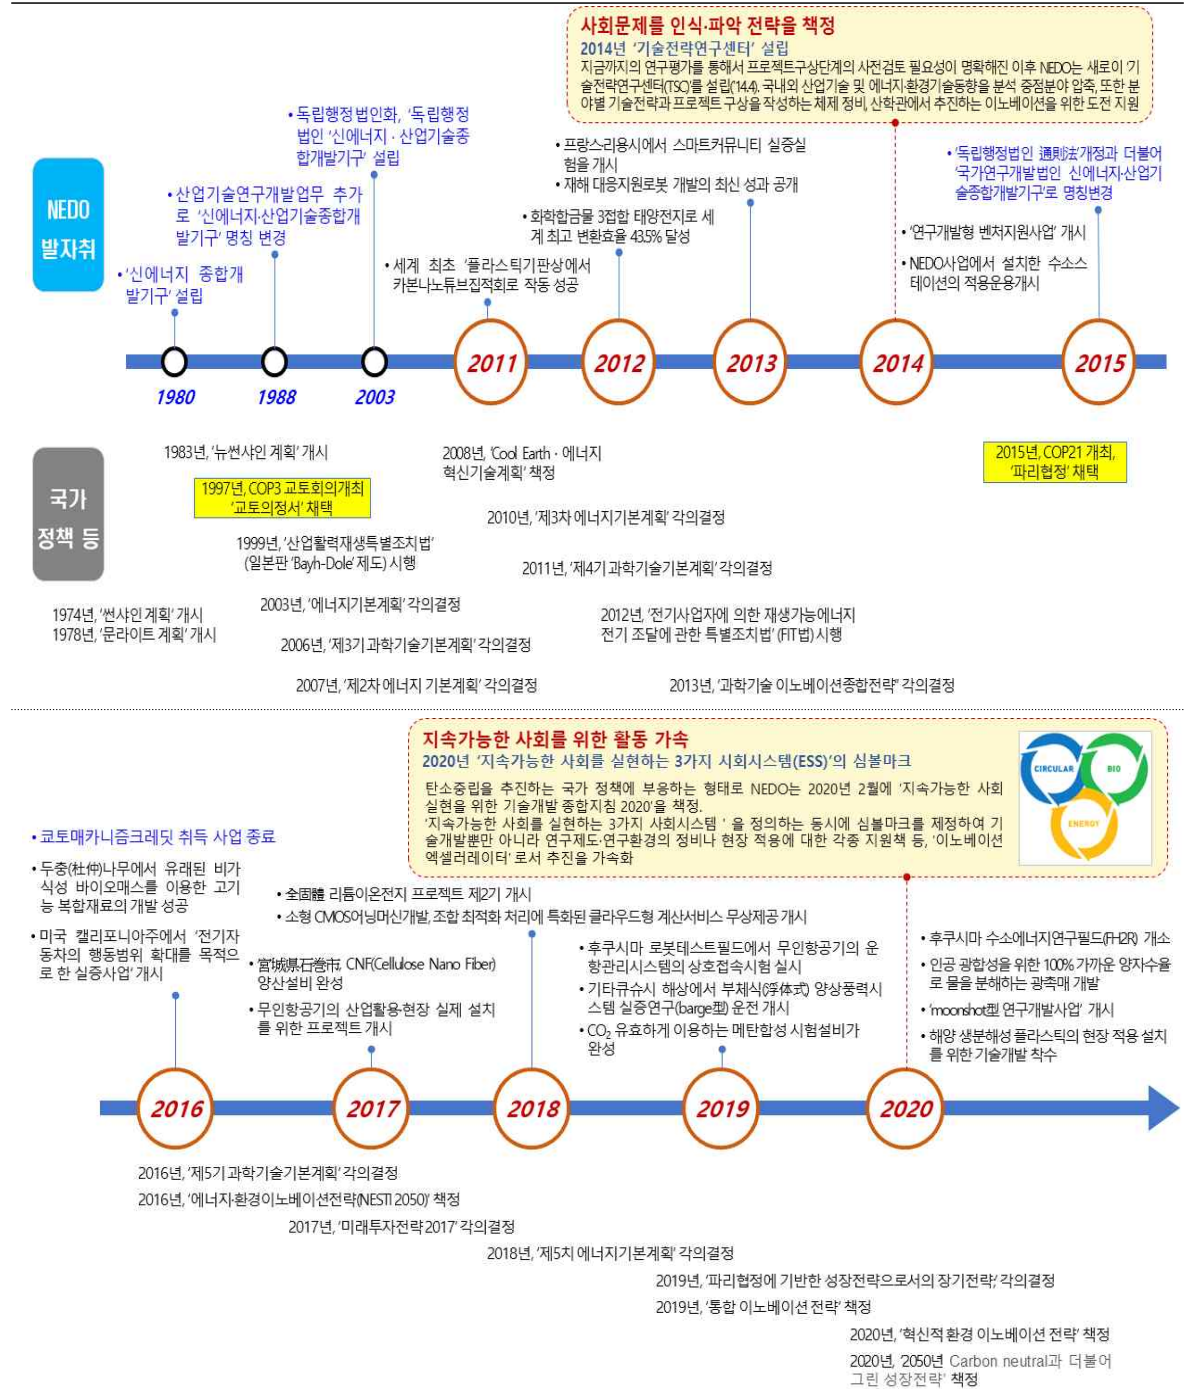 사회문제를 인식·파악 전략을 책정
2014년 ‘기술전략연구센터’ 설립
지금까지의 연구평가를 통해서 프로젝트구상단계의 사전검토 필요성이 명확해진 이후 NEDO는 새로이 ‘기
술전략연구센터(TSC)’를 설립(’14.4). 국내외 산업기술 및 에너지·환경기술동향을 분석 중점분야 압축, 또한 분
야별 기술전략과 프로젝트 구상을 작성하는 체제 정비, 산학관에서 추진하는 이노베이션을 위한 도전 지원
NEDO
발자취
• ‘신에너지 종합개
발기구’ 설립
• 산업기술연구개발업무 추가
로 ‘신에너지·산업기술종합개
발기구’ 명칭 변경
• 독립행정법인화, ‘독립행정
법인 ‘신에너지 · 산업기술종
합개발기구’ 설립
• 세계 최초 ‘플라스틱기판상에서
카본나노튜브집적회로 작동 성공
• 화학합금물 3접합 태양전지로 세
계 최고 변환효율 43.5% 달성
• 프랑스리용시에서 스마트커뮤니티 실증실
험을 개시
• 재해 대응지원로봇 개발의 최신 성과 공개
• ‘독립행정법인 通則法’개정과 더불어
‘국가연구개발법인 신에너지·산업기
술종합개발기구’로 명칭변경
• ‘연구개발형 벤처지원사업’ 개시
• NEDO사업에서 설치한 수소스
테이션의 적용운용개시
1980
1988
2003
2011
2012
2013
2014
2015
국가
정책 등
1983년, ‘뉴썬샤인 계획’ 개시
1997년, COP3 교토회의개최
‘교토의정서’ 채택
1999년, ‘산업활력재생특별조치법’
(일본판 ‘Bayh-Dole’ 제도) 시행
1974년, ‘썬샤인 계획’ 개시
1978년, ‘문라이트 계획’ 개시
2003년, ‘에너지기본계획’ 각의결정
2006년, ‘제3기 과학기술기본계획’ 각의결정
2007년, ‘제2차 에너지 기본계획’ 각의결정
2008년, ‘Cool Earth · 에너지
혁신기술계획’ 책정
2010년, ‘제3차 에너지기본계획’ 각의결정
2011년, ‘제4기 과학기술기본계획’ 각의결정
2012년, ‘전기사업자에 의한 재생가능에너지
전기 조달에 관한 특별조치법’ (FIT법) 시행
2013년, ‘과학기술 이노베이션종합전략” 각의결정
2015년, COP21 개최,
‘파리협정’ 채택
지속가능한 사회를 위한 활동 가속
2020년 ‘지속가능한 사회를 실현하는 3가지 시회시스템(ESS)’의 심볼마크
탄소중립을 추진하는 국가 정책에 부응하는 형태로 NEDO는 2020년 2월에 ‘지속가능한 사회
실현을 위한 기술개발 종합지침 2020’을 책정.
‘지속가능한 사회를 실현하는 3가지 사회시스템 ’ 을 정의하는 동시에 심볼마크를 제정하여 기
술개발뿐만 아니라 연구제도·연구환경의 정비나 현장 적용에 대한 각종 지원책 등, ‘이노베이션
엑셀러레이터’ 로서 추진을 가속화
CIRCULAR
BIO
ENERGY
• 쿄토매카니즘크레딧 취득 사업 종료
• 두충(杜仲)나무에서 유래된 비가
식성 바이오매스를 이용한 고기
능 복합재료의 개발 성공
• 미국 캘리포니아주에서 ‘전기자
동차의 행동범위 확대를 목적으
로 한 실증사업’ 개시
• 全固體 리튬이온전지 프로젝트 제2기 개시
• 소형 CMOS어닝머신개발, 조합 최적화 처리에 특화된 클라우드형 계산서비스 무상제공 개시
• 宮城県石巻市, CNF(Cellulose Nano Fiber)
양산설비 완성
• 무인항공기의 산업활용·현장 실제 설치
를 위한 프로젝트 개시
• 후쿠시마 로봇테스트필드에서 무인항공기의 운
항관리시스템의 상호접속시험 실시
• 기타큐슈시 해상에서 부체식(浮体式) 양상풍력시
스템 실증연구(barge型) 운전 개시
• CO₂ 유효하게 이용하는 메탄합성 시험설비가
완성
• 후쿠시마 수소에너지연구필드(FH2R) 개소
• 인공 광합성을 위한 100% 가까운 양자수율
로 물을 분해하는 광촉매 개발
• ‘moonshot型 연구개발사업’ 개시
• 해양 생분해성 플라스틱의 현장 적용 설치
를 위한 기술개발 착수
2016
2017
2018
2019
2020
2016년, ‘제5기 과학기술기본계획’ 각의결정
2016년, ‘에너지·환경이노베이션전략(NESTI 2050)’ 책정
2017년, ‘미래투자전략 2017’ 각의결정
2018년, ‘제5치 에너지기본계획’ 각의결정
2019년, ‘파리협정에 기반한 성장전략으로서의 장기전략;’ 각의결정
2019년, ‘통합 이노베이션 전략’ 책정
2020년, ‘혁신적 환경 이노베이션 전략’ 책정
2020년, ‘2050년 Carbon neutral과 더불어
그린 성장전략’ 책정